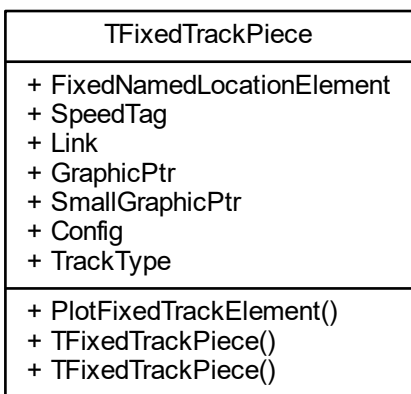 TFixedTrackPiece
+ FixedNamedLocationElement
+ SpeedTag
+ Link
+ GraphicPtr
+ SmallGraphicPtr
+ Config
+ TrackType
+ PlotFixedTrackElement()
+ TFixedTrackPiece()
+ TFixedTrackPiece()